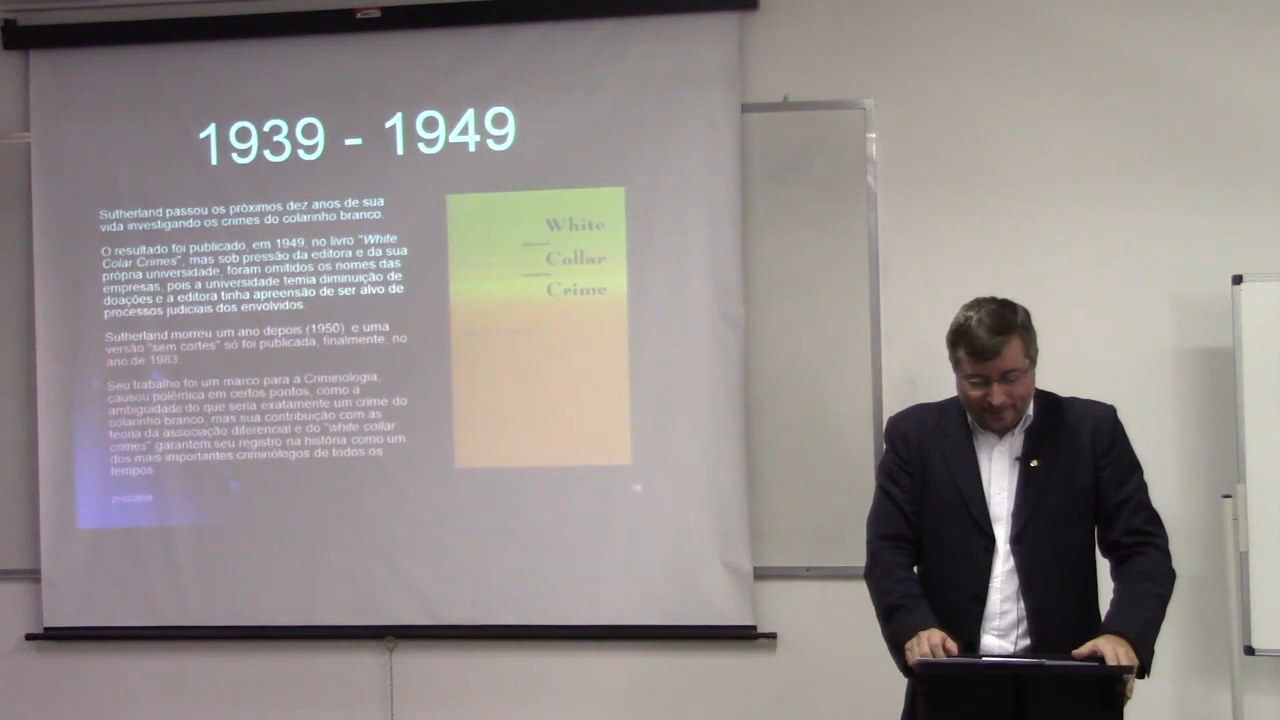 1939 - 1949
Sutherland passou os próximos dez anos de sua
vida investigando os crimes do colarinho branco.
O resultado foi publicado, em 1949, no livro "White
Colar Crimes", mas sob pressão da editora e da sua
própria universidade, foram omitidos os nomes das
empresas, pois a universidade temia diminuição de
doações e a editora tinha apreensão de ser alvo de
processos judiciais dos envolvidos.
Sutherland morreu um ano depois (1950) e uma
versão "sem cortes" só foi publicada, finalmente, no
ano de 1983.
Seu trabalho foi um marco para a Criminologia,
causou polêmica em certos pontos, como a
ambiguidade do que seria exatamente um crime do
colarinho branco, mas sua contribuição com as
teoria da associação diferencial e do "white collar
crimes" garantem seu registro na história como um
dos mais importantes criminólogos de todos os
tempos
White
Collar
Crime